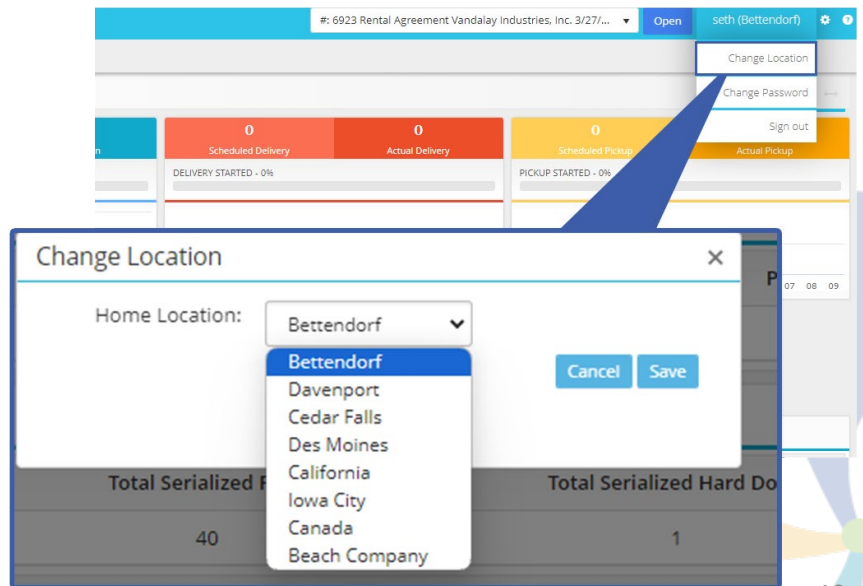 #: 6923 Rental Agreement Vandalay Industries, Inc. 3/27/... Open seth (Bettendorf)
Change Location
Change Password
Sign out
0 Scheduled Delivery
0 Actual Delivery
0 Scheduled Pickup
Actual Pickup
DELIVERY STARTED - 0%
PICKUP STARTED - 0%
07 08 09
Change Location
Home Location: Bettendorf
Bettendorf
Davenport
Cedar Falls
Des Moines
California
Iowa City
Canada
Beach Company
Cancel Save
Total Serialized
Total Serialized Hard Do
40
1